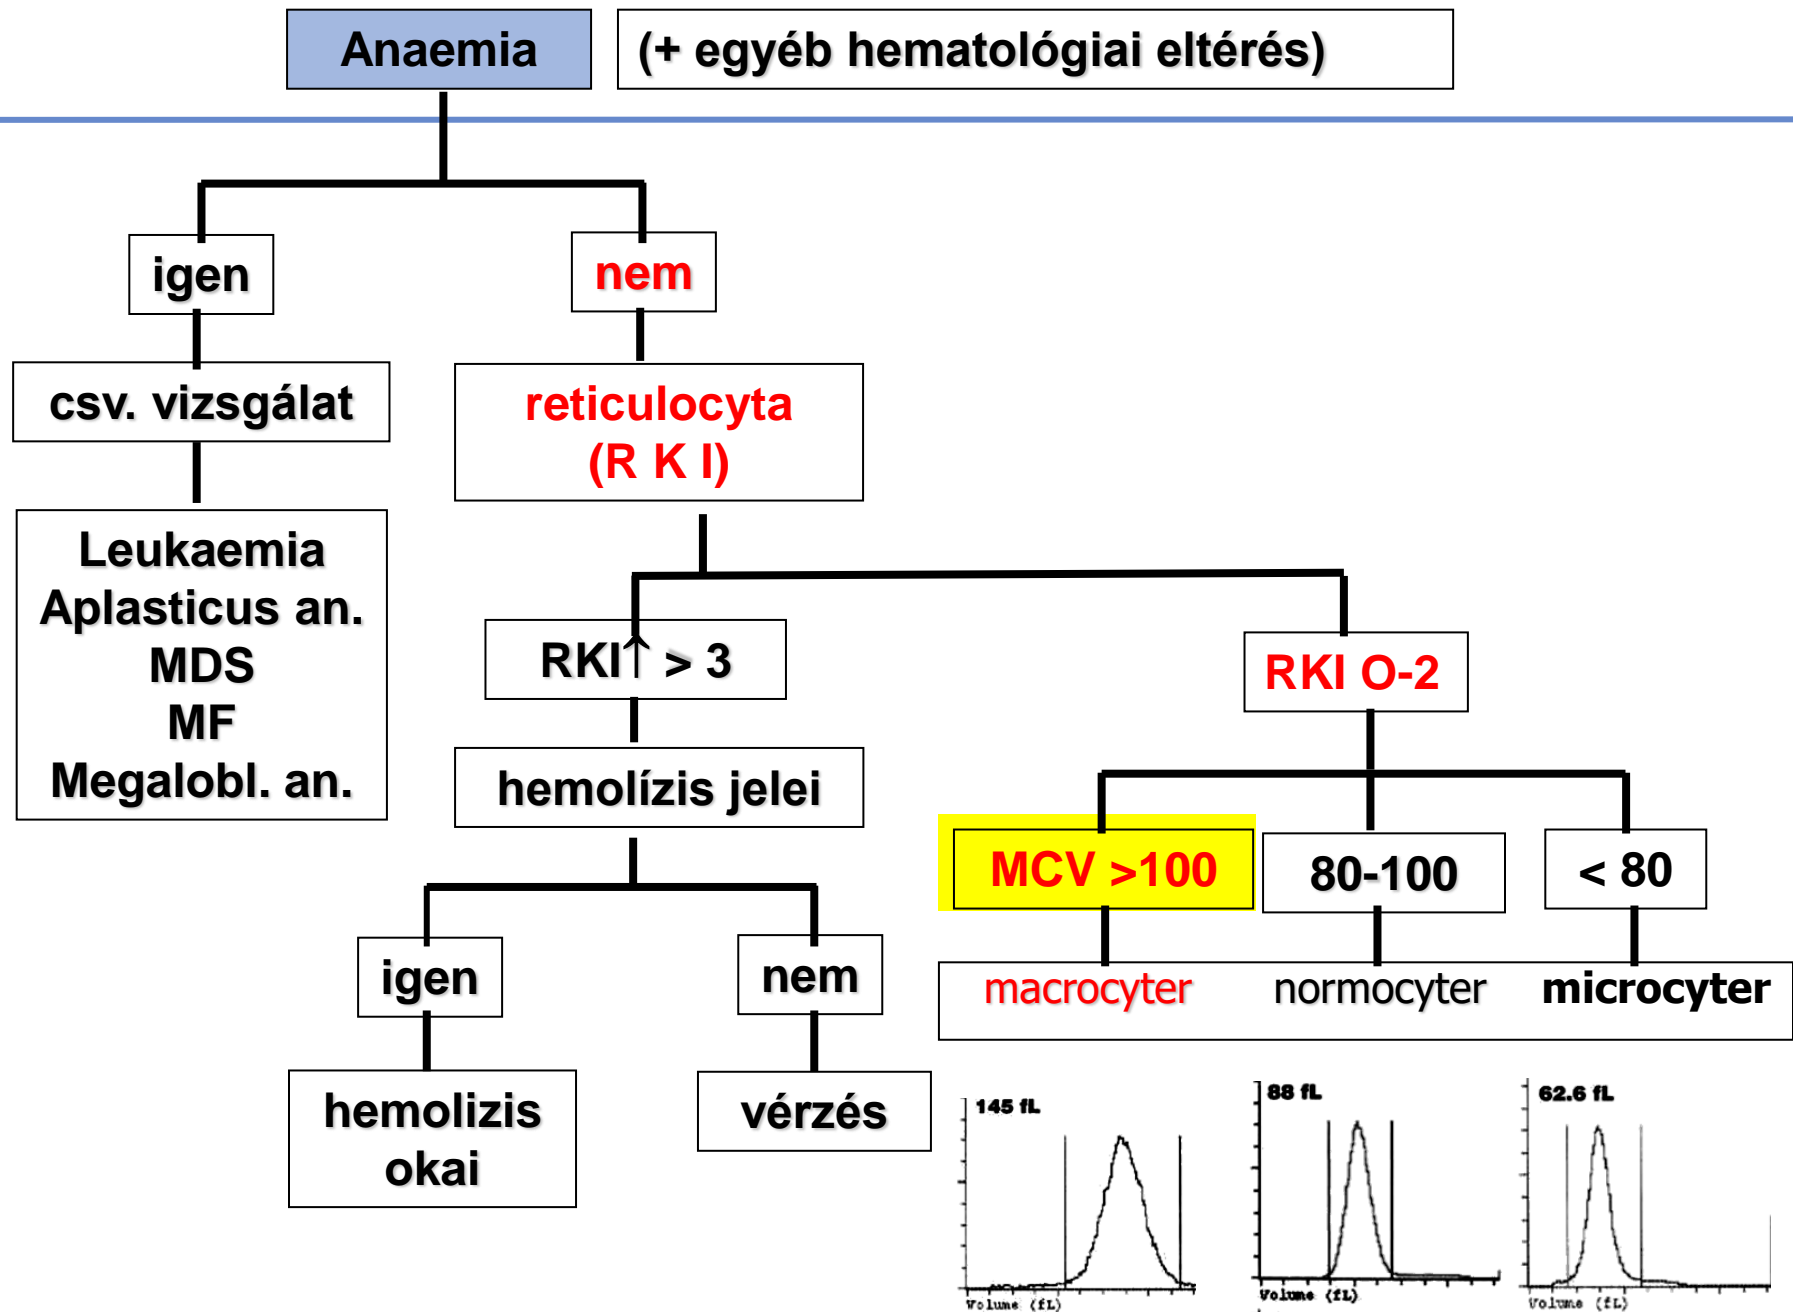 Anaemia
(+ egyéb hematológiai eltérés)
igen
nem
csv. vizsgálat
reticulocyta
(R K I)
Leukaemia
Aplasticus an.
MDS
MF
Megalobl. an.
RKI↑ > 3
RKI O-2
hemolízis jelei
MCV >100
80-100
< 80
igen
nem
macrocyter
normocyter
microcyter
hemolizis
okai
vérzés
145 fL
88 fL
62.6 fL
Volume (fL)
Volume (fL)
Volume (fL)